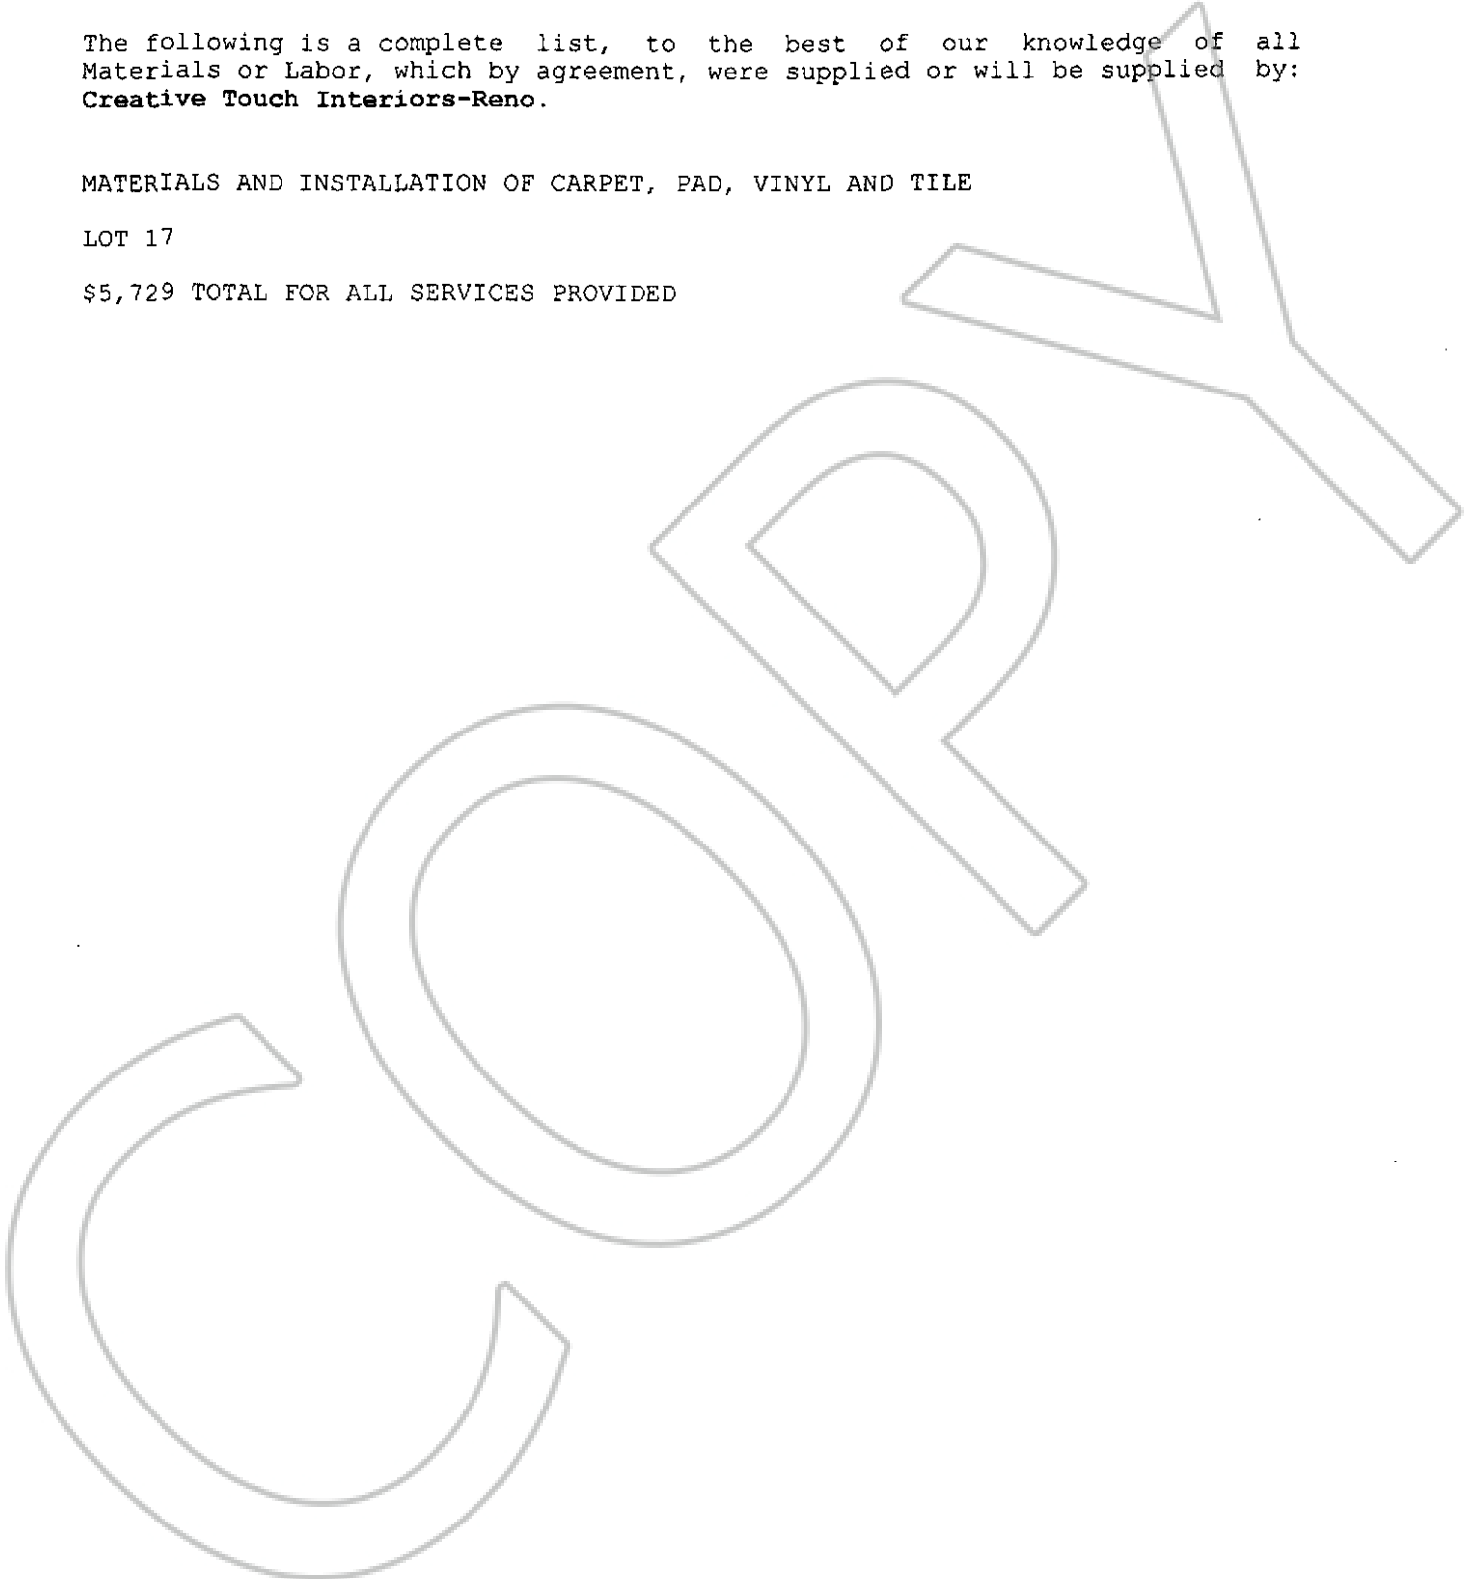 The following is a complete list, to the best of our knowledge of all
Materials or Labor, which by agreement, were supplied or will be supplied by:
Creative Touch Interiors-Reno.
MATERIALS AND INSTALLATION OF CARPET, PAD, VINYL AND TILE
LOT 17
$5,729 TOTAL FOR ALL SERVICES PROVIDED
COPY